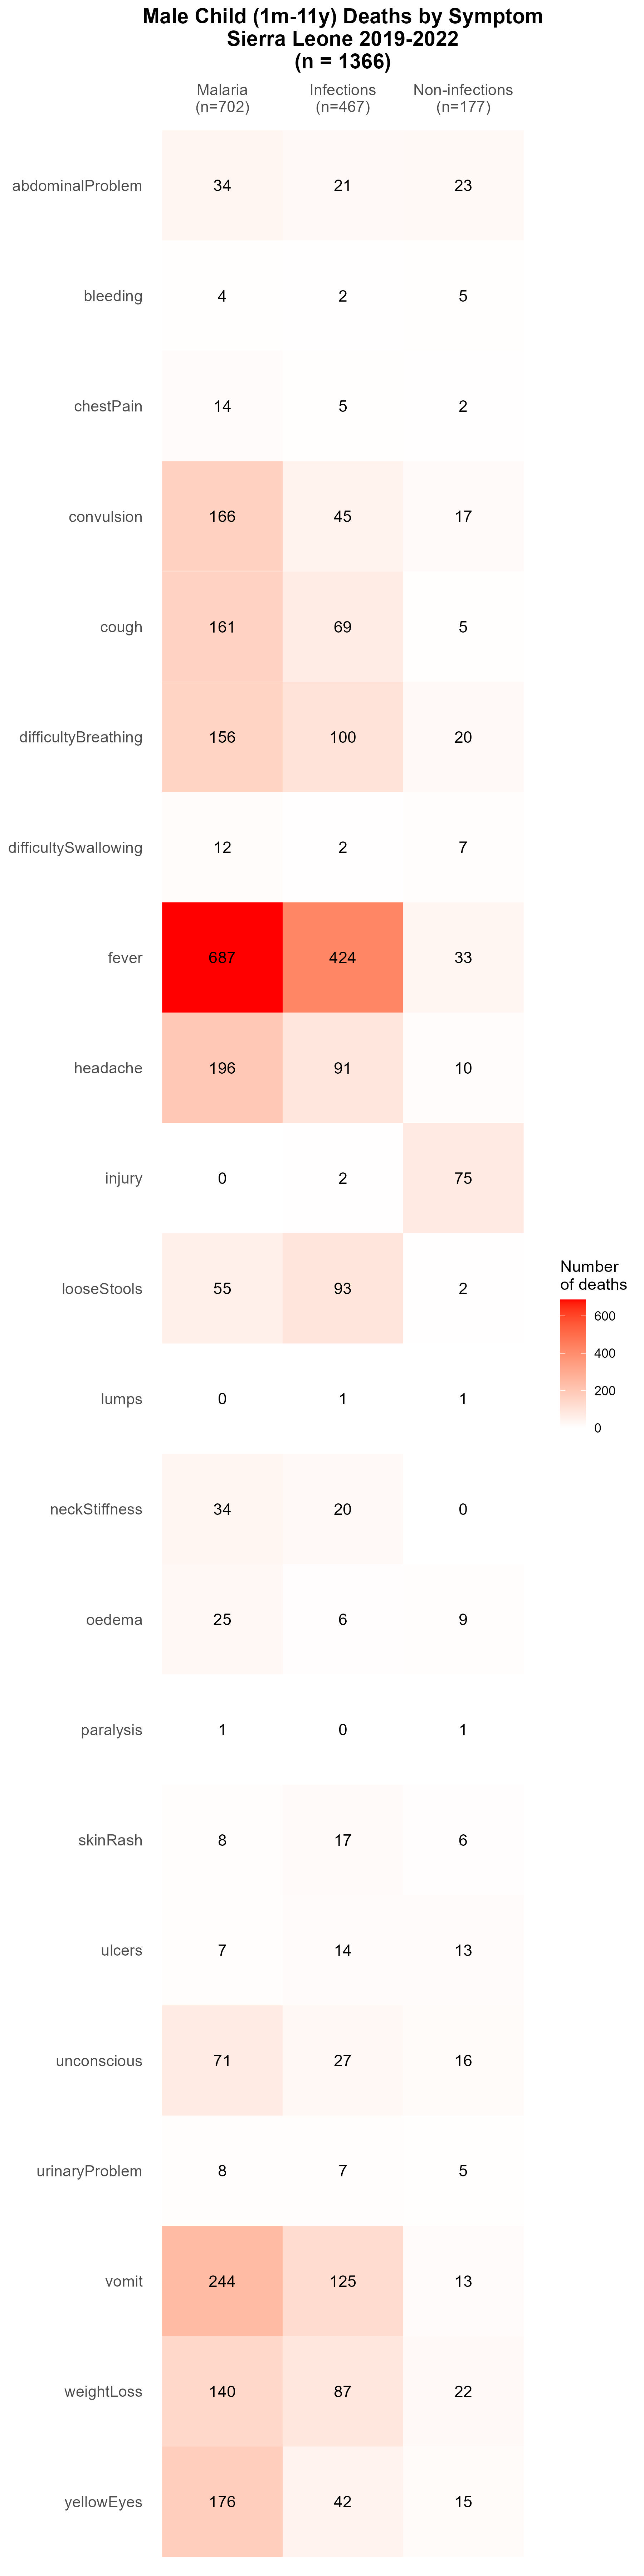 Male Child (1m-11y) Deaths by Symptom
Sierra Leone 2019-2022
(n = 1366)
Malaria Infections Non-infections
(n=702) (n=467) (n=177)
abdominalProblem 34 21 23
bleeding 4 2 5
chestPain 14 5 2
convulsion 166 45 17
cough 161 69 5
difficultyBreathing 156 100 20
difficultySwallowing 12 2 7
fever 687 424 33
headache 196 91 10
injury 0 2 75
looseStools 55 93 2
lumps 0 1 1
neckStiffness 34 20 0
oedema 25 6 9
paralysis 1 0 1
skinRash 8 17 6
ulcers 7 14 13
unconscious 71 27 16
urinaryProblem 8 7 5
vomit 244 125 13
weightLoss 140 87 22
yellowEyes 176 42 15
Number
of deaths
600
400
200
0